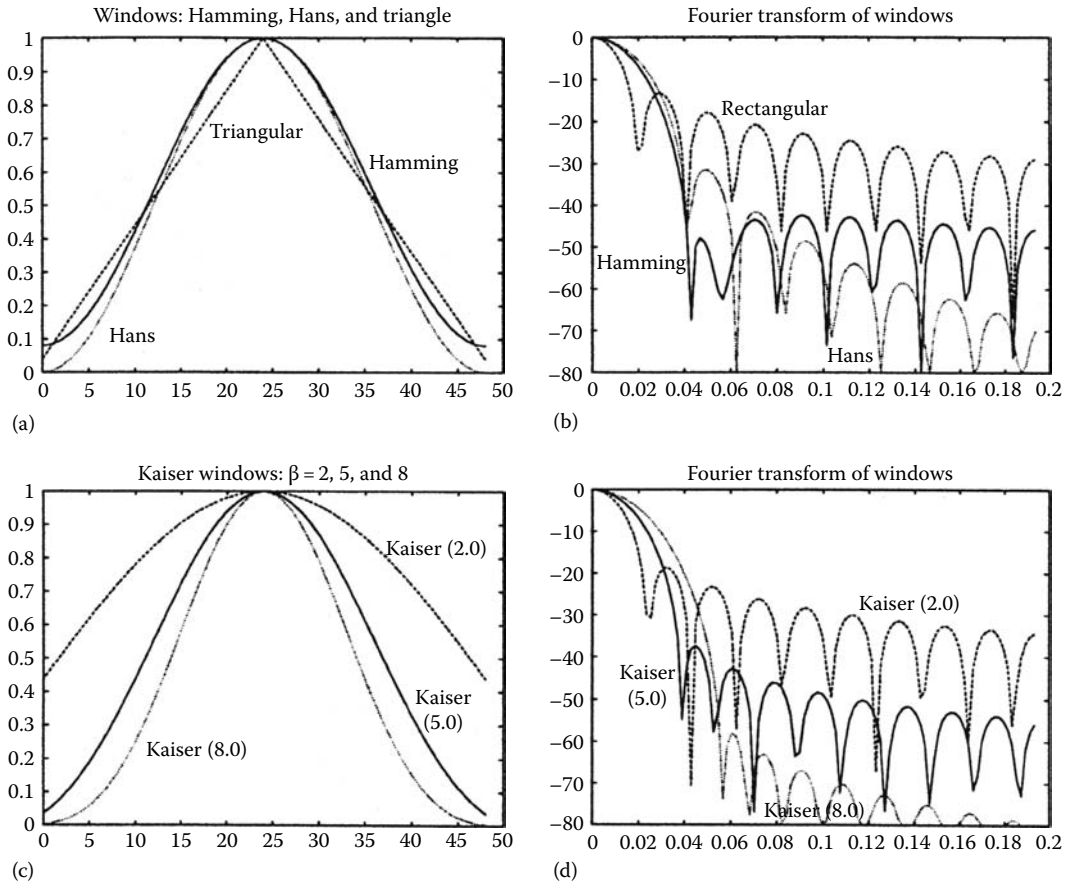 Windows: Hamming, Hans, and triangle
1
0.9
0.8
0.7
0.6
0.5
0.4
0.3
0.2
0.1
0
Triangular
Hamming
Hans
0 5 10 15 20 25 30 35 40 45 50
(a)
Fourier transform of windows
0
−10
−20
−30
−40
−50
−60
−70
−80
Rectangular
Hamming
Hans
0 0.02 0.04 0.06 0.08 0.1 0.12 0.14 0.16 0.18 0.2
(b)
Kaiser windows: β = 2, 5, and 8
1
0.9
0.8
0.7
0.6
0.5
0.4
0.3
0.2
0.1
0
Kaiser (2.0)
Kaiser
(5.0)
Kaiser (8.0)
0 5 10 15 20 25 30 35 40 45 50
(c)
Fourier transform of windows
0
−10
−20
−30
−40
−50
−60
−70
−80
Kaiser (2.0)
Kaiser
(5.0)
Kaiser (8.0)
0 0.02 0.04 0.06 0.08 0.1 0.12 0.14 0.16 0.18 0.2
(d)